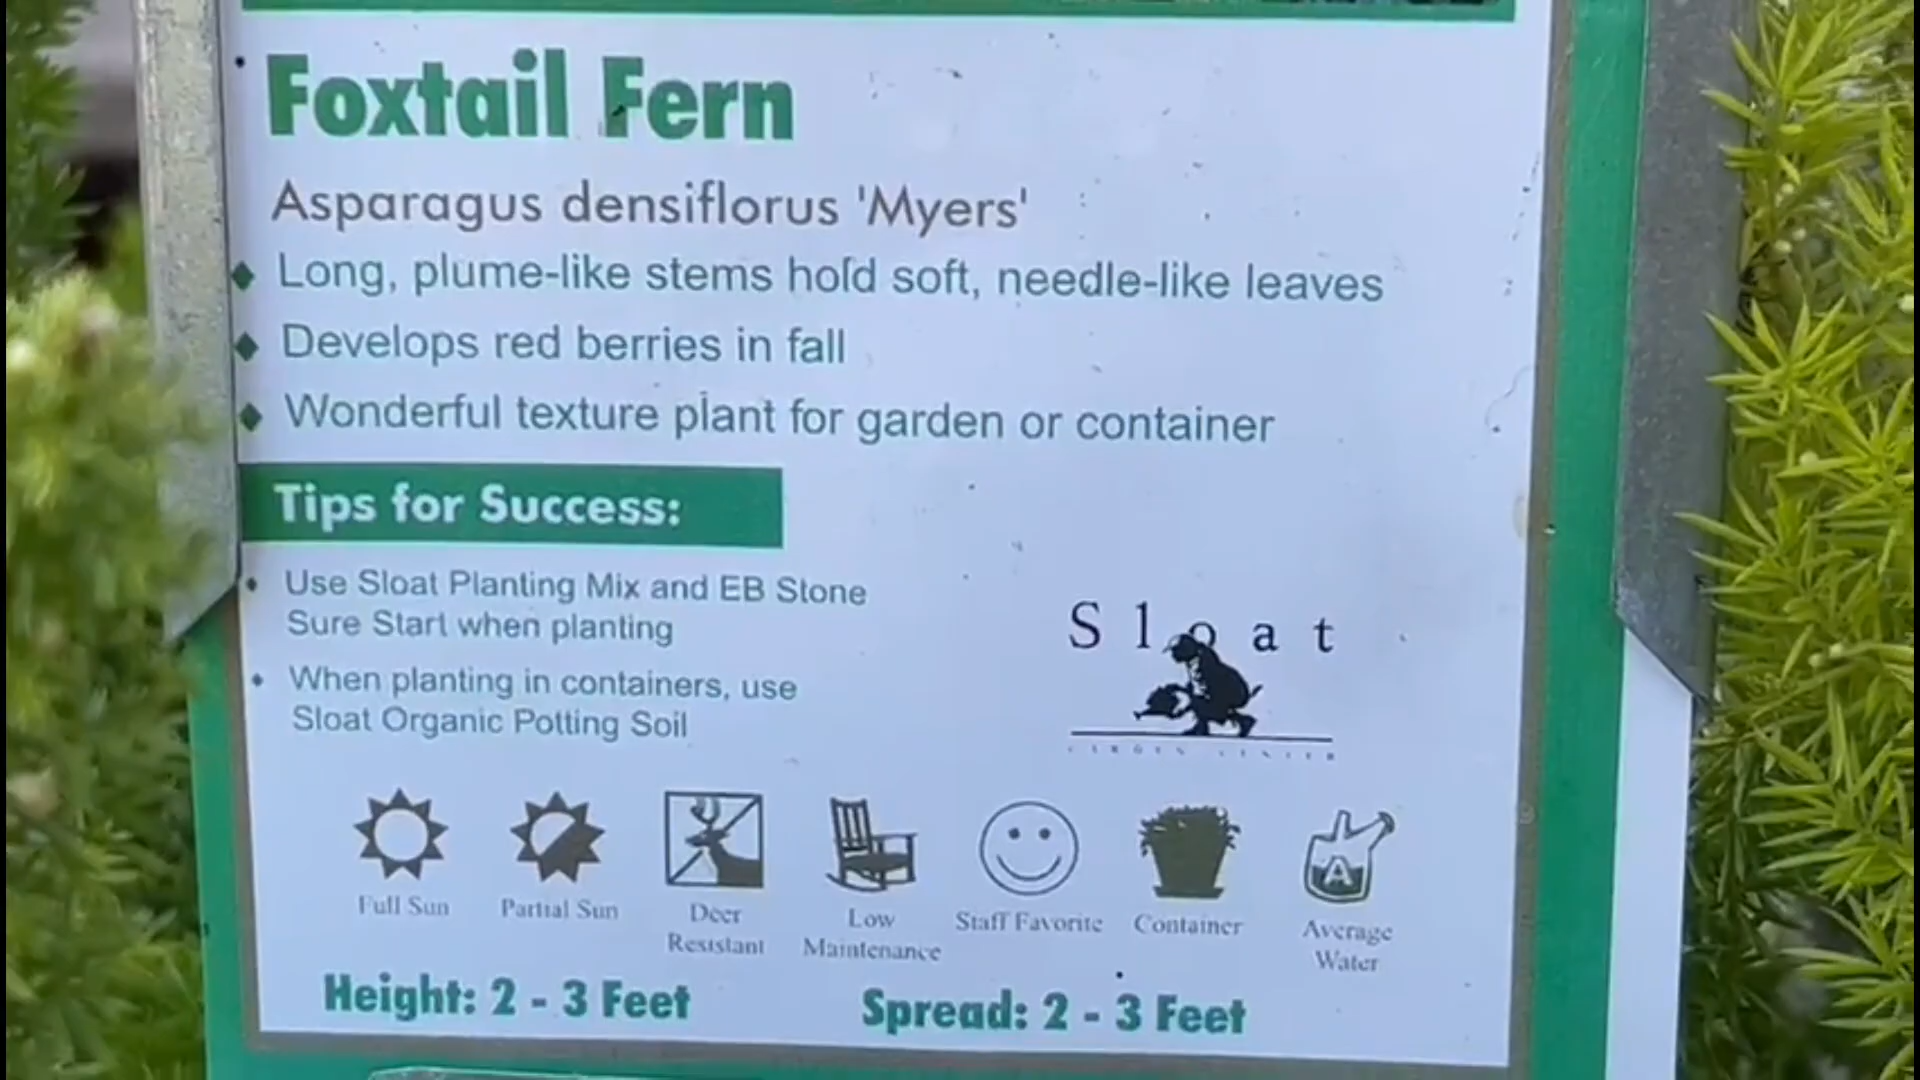 Foxtail Fern
Asparagus densiflorus 'Myers'
Long, plume-like stems hold soft, needle-like leaves
Develops red berries in fall
Wonderful texture plant for garden or container
Tips for Success:
Use Sloat Planting Mix and EB Stone
Sure Start when planting
When planting in containers, use
Sloat Organic Potting Soil
Sloat
Full Sun
Partial Sun
Deer
Resistant
Low
Maintenance
Staff Favorite
Container
A
Average
Water
Height: 2 - 3 Feet
Spread: 2 - 3 Feet